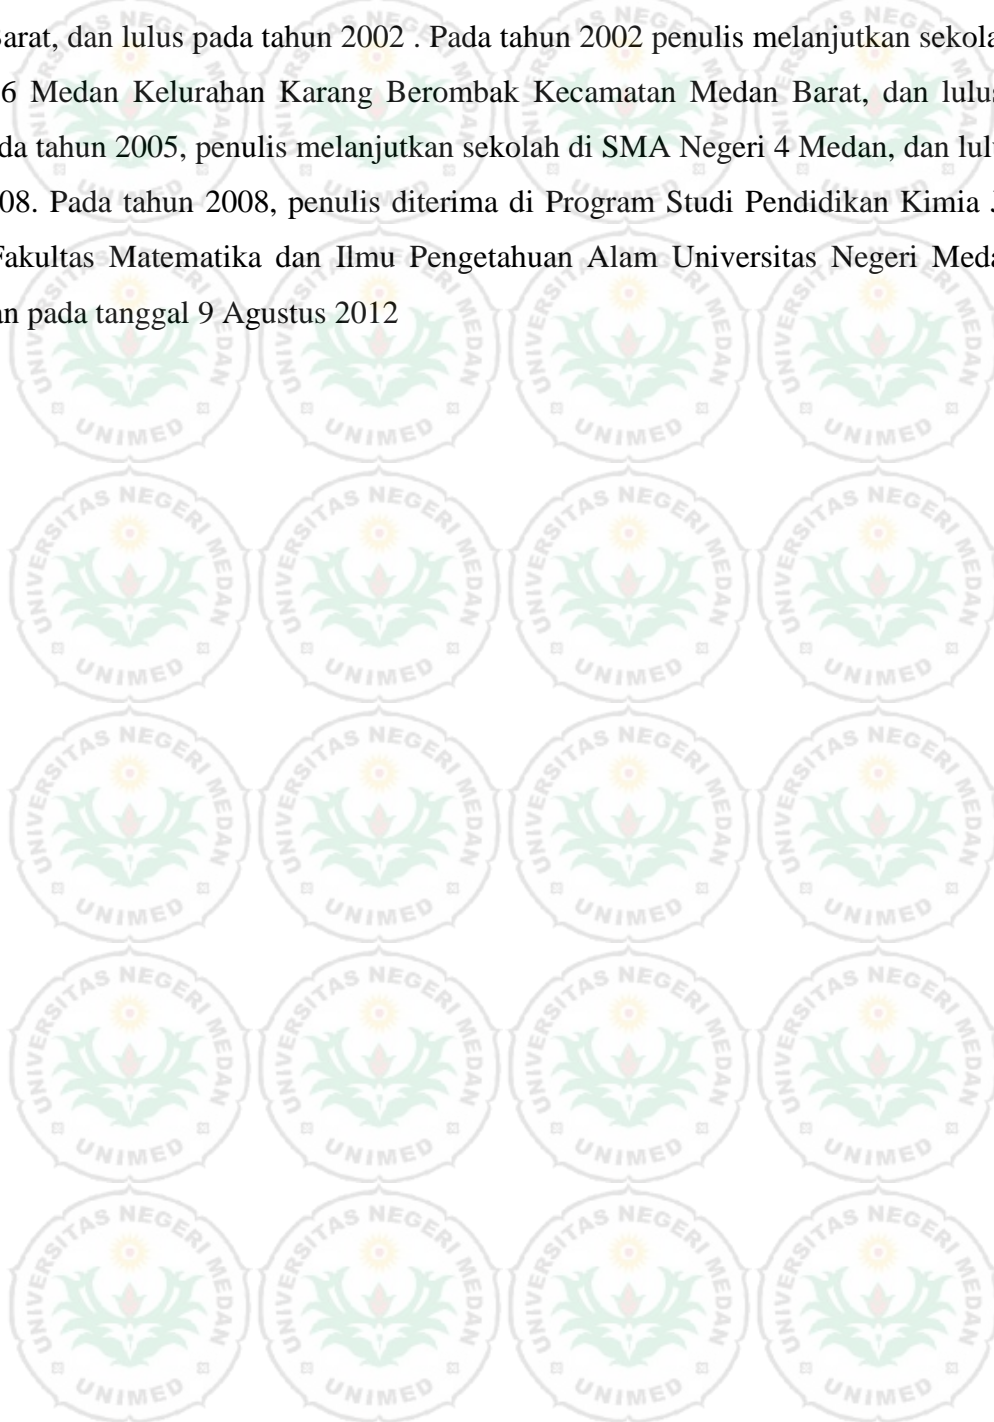 Barat, dan lulus pada tahun 2002 . Pada tahun 2002 penulis melanjutkan sekola
6 Medan Kelurahan Karang Berombak Kecamatan Medan Barat, dan lulus
da tahun 2005, penulis melanjutkan sekolah di SMA Negeri 4 Medan, dan lulu
08. Pada tahun 2008, penulis diterima di Program Studi Pendidikan Kimia J
Fakultas Matematika dan Ilmu Pengetahuan Alam Universitas Negeri Meda
an pada tanggal 9 Agustus 2012